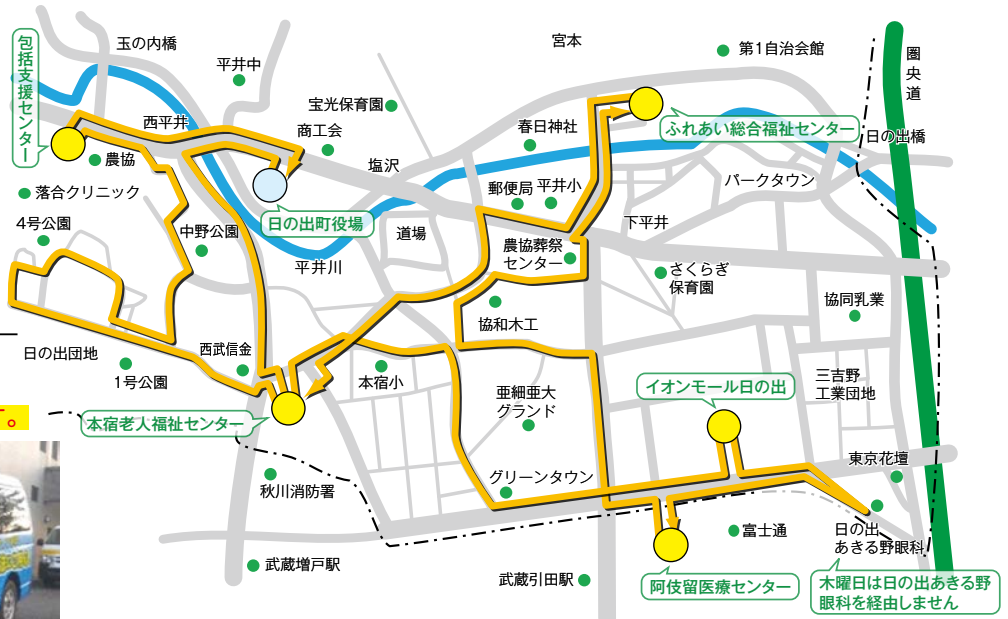 宮本
玉の内橋
第1自治会館
圏央道
平井中
包括支援センター
宝光保育園
西平井
商工会
春日神社
ふれあい総合福祉センター
日の出橋
農協
塩沢
パークタウン
落合クリニック
郵便局
平井小
4号公園
日の出町役場
下平井
中野公園
道場
農協葬祭
センター
平井川
さくらぎ
保育園
協同乳業
協和木工
日の出団地
西武信金
1号公園
本宿小
イオンモール日の出
三吉野
工業団地
亜細亜大
グランド
す。
本宿老人福祉センター
東京花壇
グリーンタウン
秋川消防署
富士通
日の出
あきる野眼科
武蔵増戸駅
武蔵引田駅
阿伎留医療センター
木曜日は日の出あきる野
眼科を経由しません